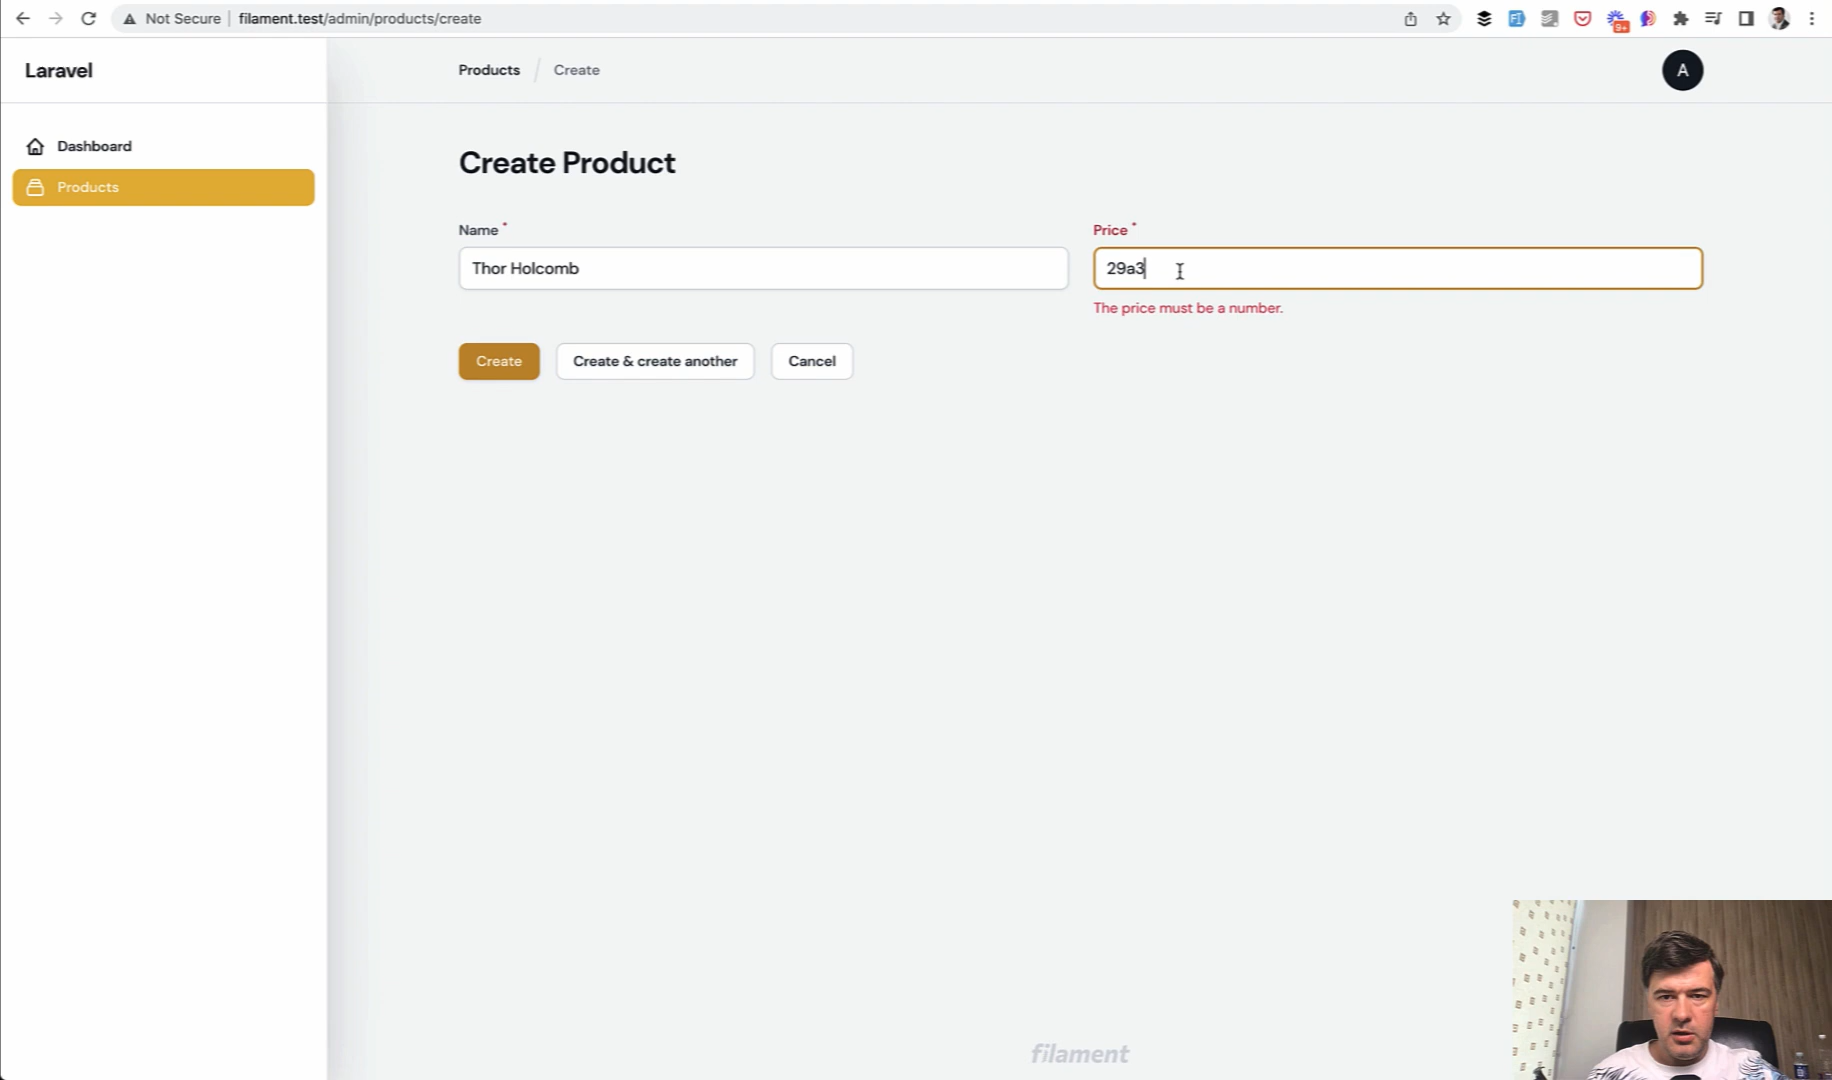 Not Secure
filament.test/admin/products/create
9+
Laravel
Products
Create
A
Dashboard
Products
Create Product
Name *
Price *
Thor Holcomb
29a3
The price must be a number.
Create
Create & create another
Cancel
filament